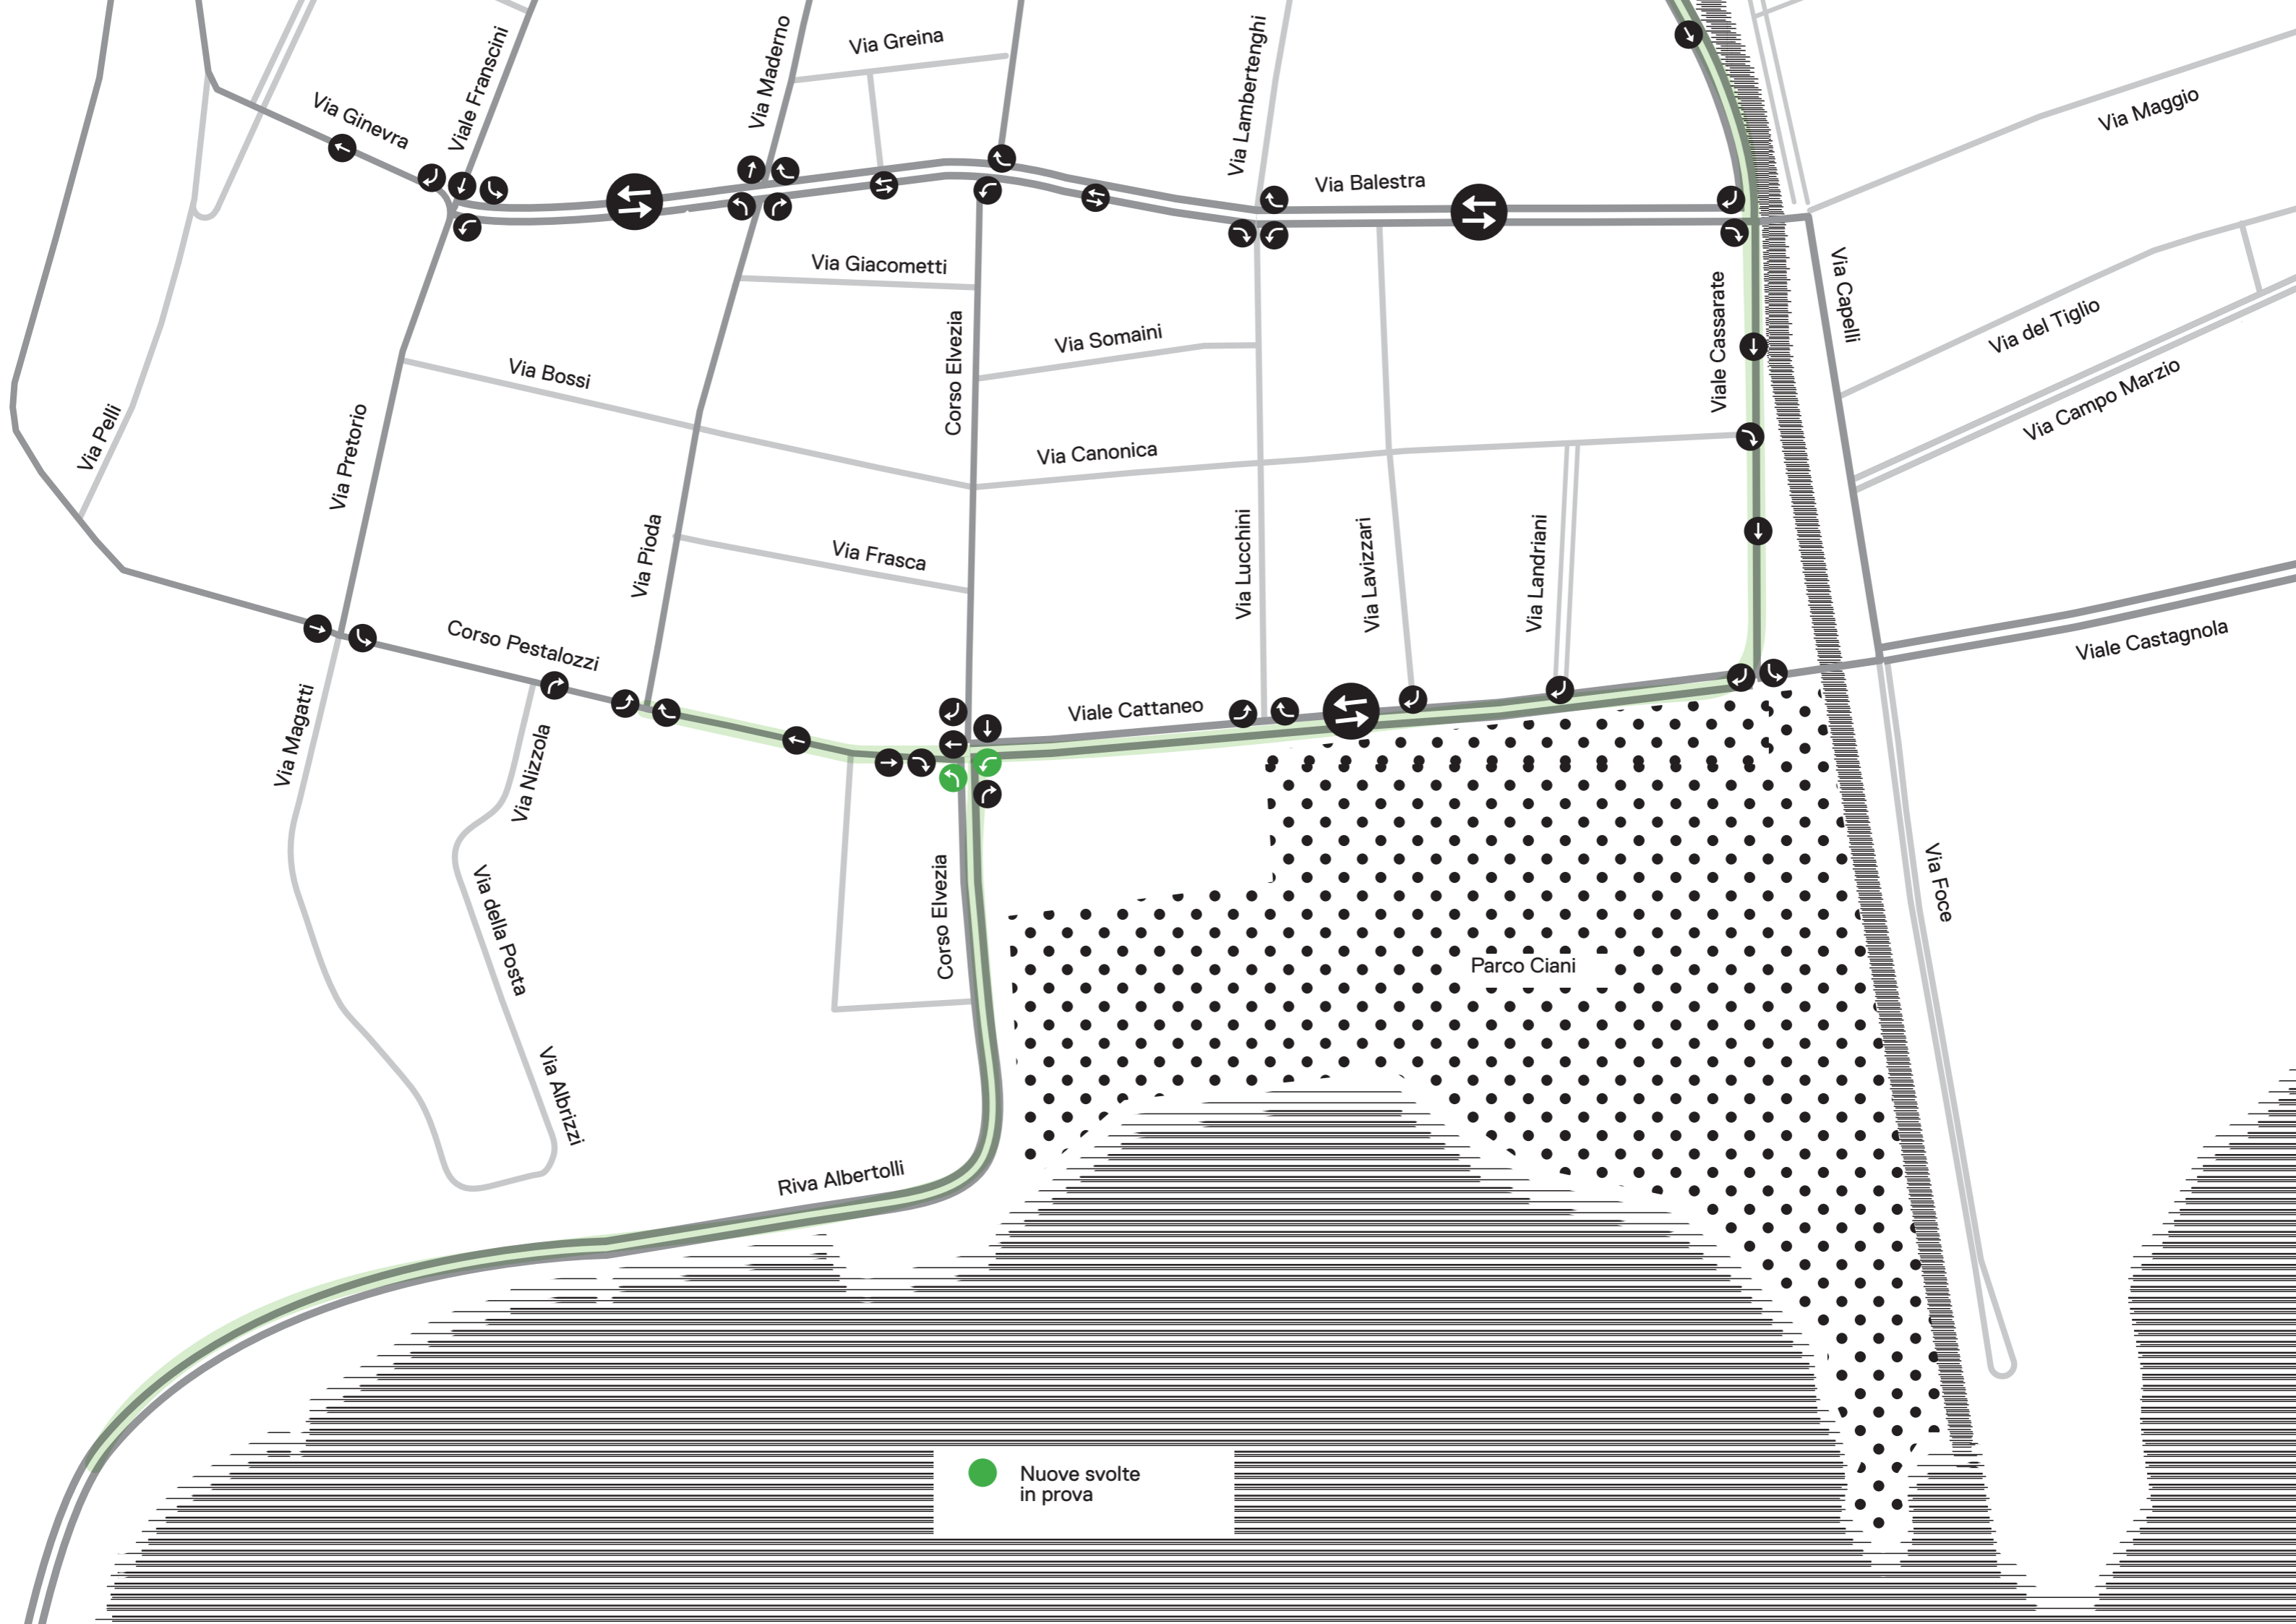 Via Ginevra
Viale Franscini
Via Maderno
Via Greina
Via Lambertenghi
Via Balestra
Via Maggio
Via Giacometti
Via Capelli
Via Pelli
Via Pretorio
Via Bossi
Corso Elvezia
Via Somaini
Via Canonica
Viale Cassarate
Via del Tiglio
Via Campo Marzio
Via Pioda
Via Frasca
Via Lucchini
Via Lavizzari
Via Landriani
Corso Pestalozzi
Viale Castagnola
Via Magatti
Via Nizzola
Viale Cattaneo
Via della Posta
Corso Elvezia
Via Foce
Parco Ciani
Via Albrizzi
Riva Albertolli
Nuove svolte
in prova